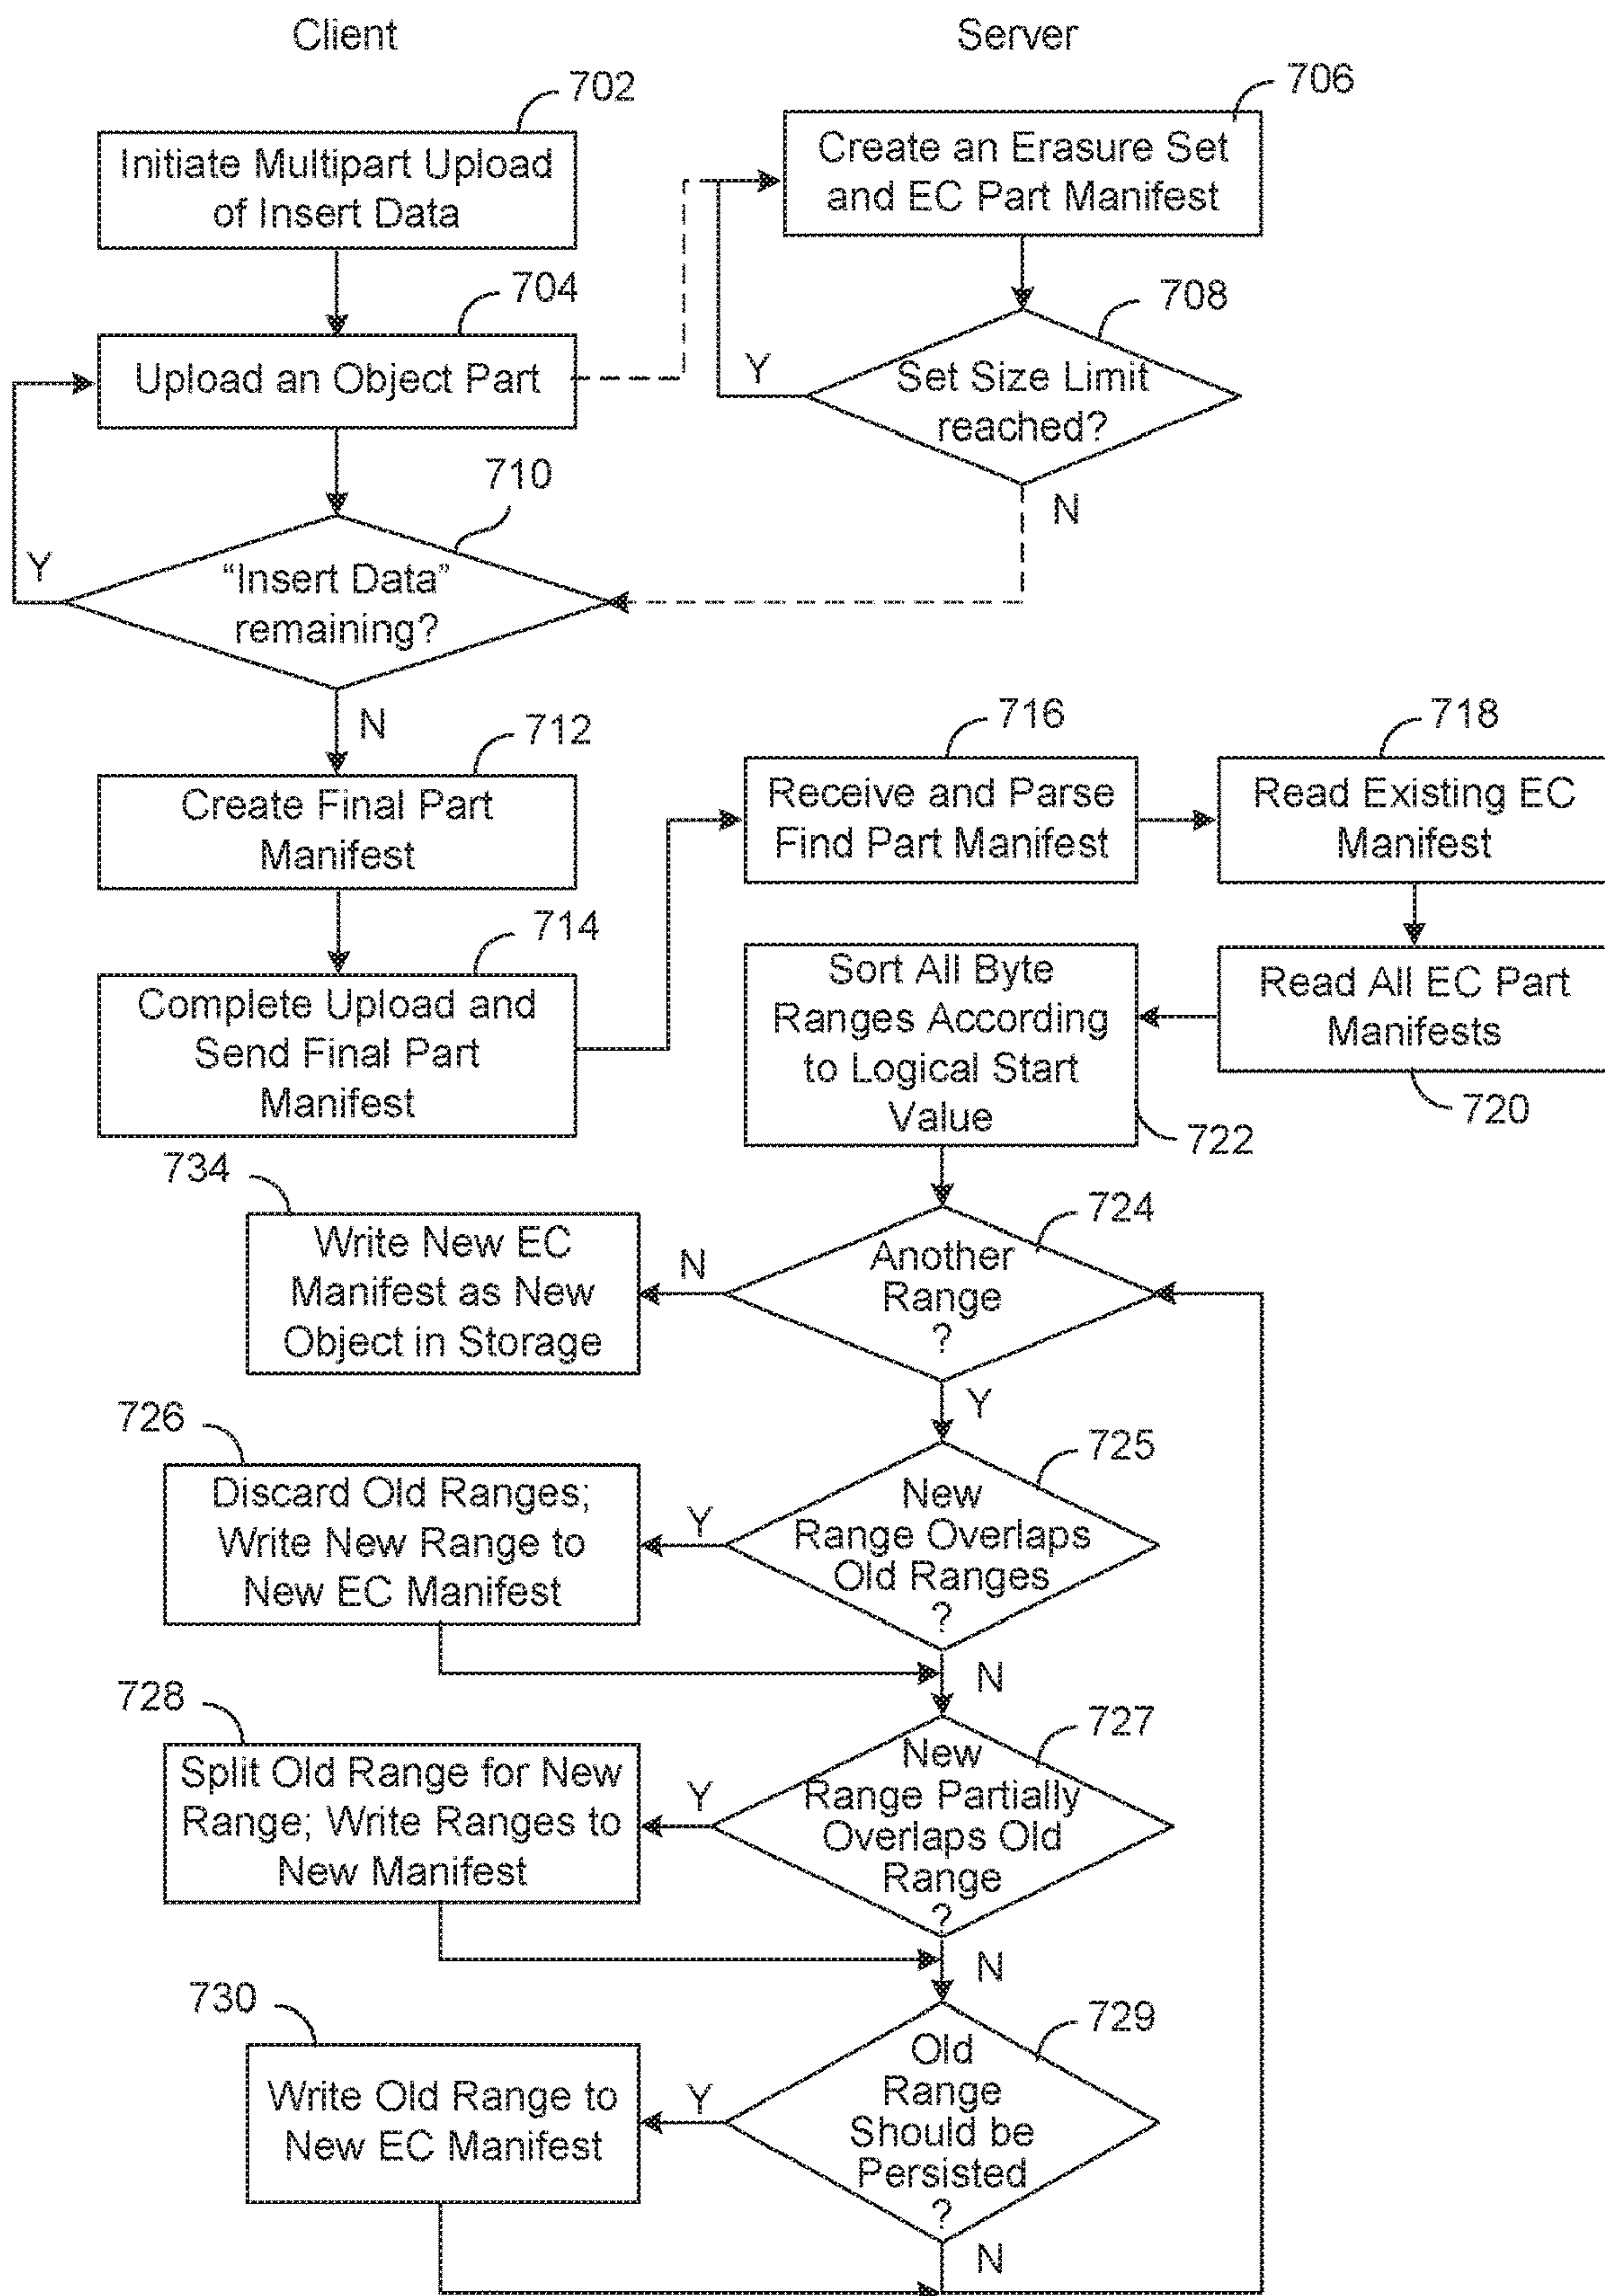 Client
Server
702
Initiate Multipart Upload
of Insert Data
706
Create an Erasure Set
and EC Part Manifest
704
Upload an Object Part
708
Y
Set Size Limit
reached?
N
710
Y
“Insert Data”
remaining?
N
712
Create Final Part
Manifest
716
Receive and Parse
Find Part Manifest
718
Read Existing EC
Manifest
714
Complete Upload and
Send Final Part
Manifest
Sort All Byte
Ranges According
to Logical Start
Value
722
Read All EC Part
Manifests
720
734
Write New EC
Manifest as New
Object in Storage
N
724
Another
Range
?
Y
726
Discard Old Ranges;
Write New Range to
New EC Manifest
Y
725
New
Range Overlaps
Old Ranges
?
N
728
Split Old Range for New
Range; Write Ranges to
New Manifest
Y
727
New
Range Partially
Overlaps Old
Range
?
N
730
Write Old Range to
New EC Manifest
Y
729
Old
Range
Should be
Persisted
?
N